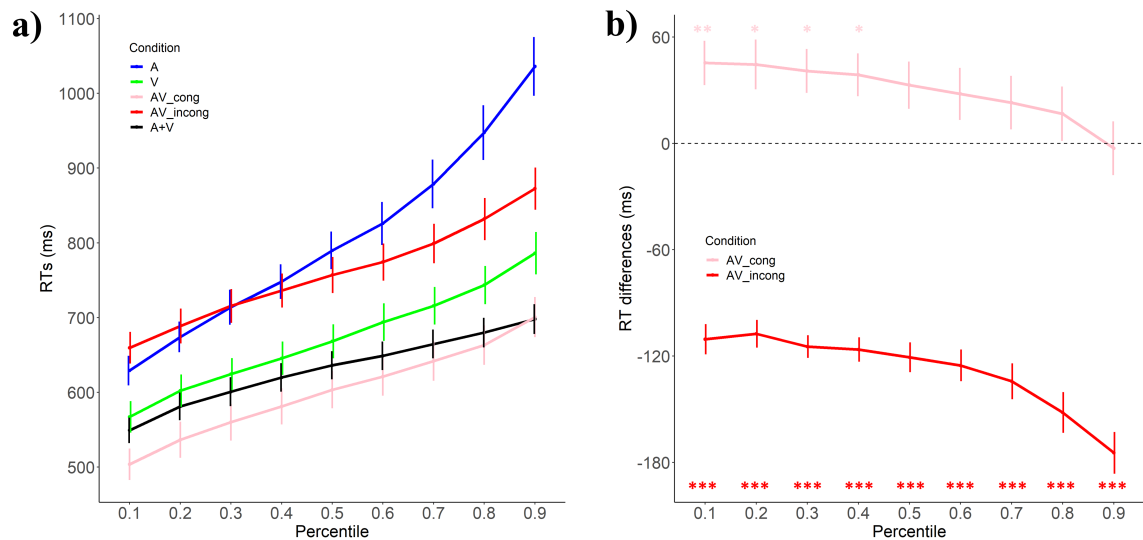 a)
1100
1000
900
800
700
600
500
RTs (ms)
Condition
A
V
AV_cong
AV_incong
A+V
0.1 0.2 0.3 0.4 0.5 0.6 0.7 0.8 0.9
Percentile
b)
60
0
-60
-120
-180
RT differences (ms)
** * * *
Condition
AV_cong
AV_incong
*** *** *** *** *** *** *** *** ***
0.1 0.2 0.3 0.4 0.5 0.6 0.7 0.8 0.9
Percentile